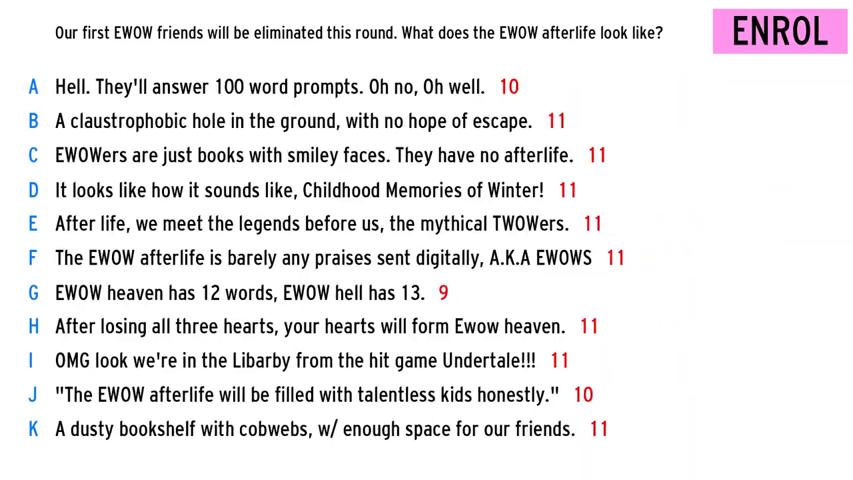 Our first EWOW friends will be eliminated this round. What does the EWOW afterlife look like?
ENROL
A Hell. They'll answer 100 word prompts. Oh no, Oh well. 10
B A claustrophobic hole in the ground, with no hope of escape. 11
C EWOWers are just books with smiley faces. They have no afterlife. 11
D It looks like how it sounds like, Childhood Memories of Winter! 11
E After life, we meet the legends before us, the mythical TWOWers. 11
F The EWOW afterlife is barely any praises sent digitally, A.K.A EWOWS 11
G EWOW heaven has 12 words, EWOW hell has 13. 9
H After losing all three hearts, your hearts will form Ewow heaven. 11
I OMG look we're in the Libarby from the hit game Undertale!!! 11
J "The EWOW afterlife will be filled with talentless kids honestly." 10
K A dusty bookshelf with cobwebs, w/ enough space for our friends. 11